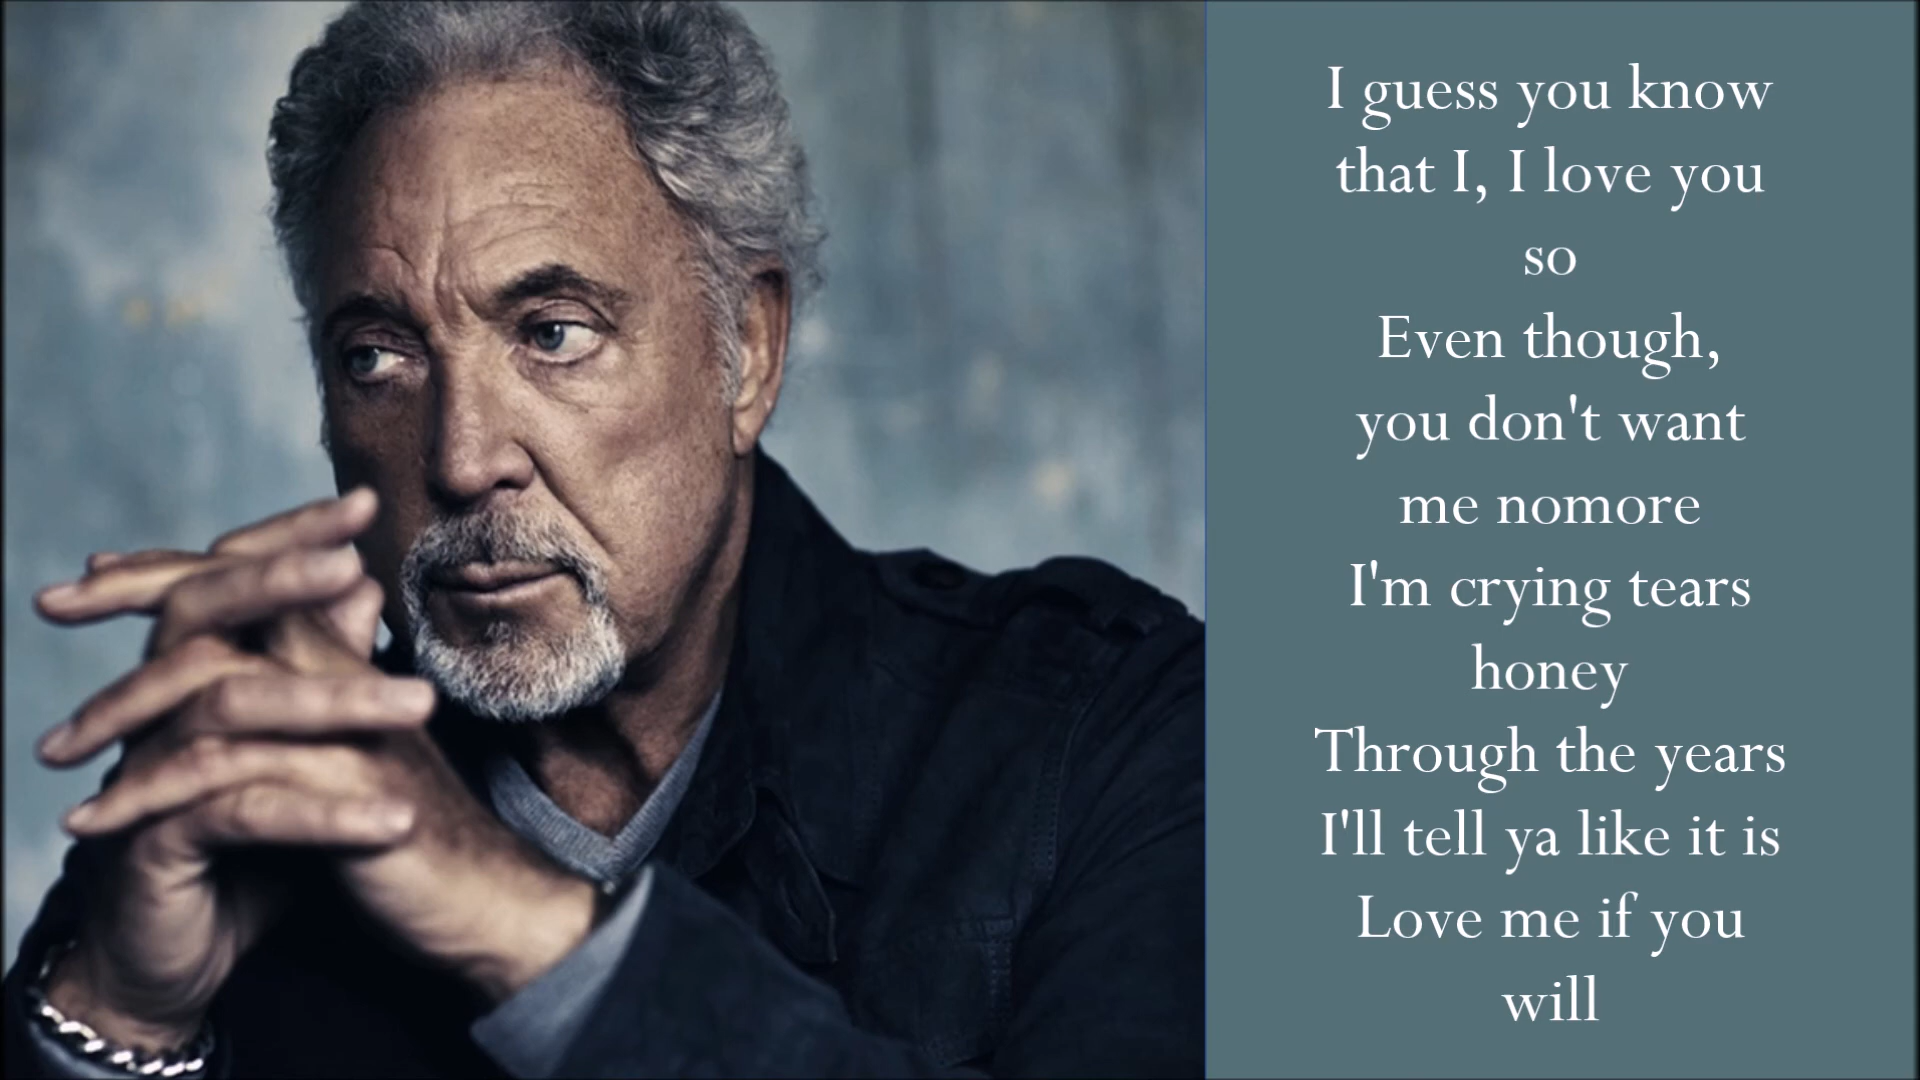 I guess you know
that I, I love you
so
Even though,
you don't want
me nomore
I'm crying tears
honey
Through the years
I'll tell ya like it is
Love me if you
will